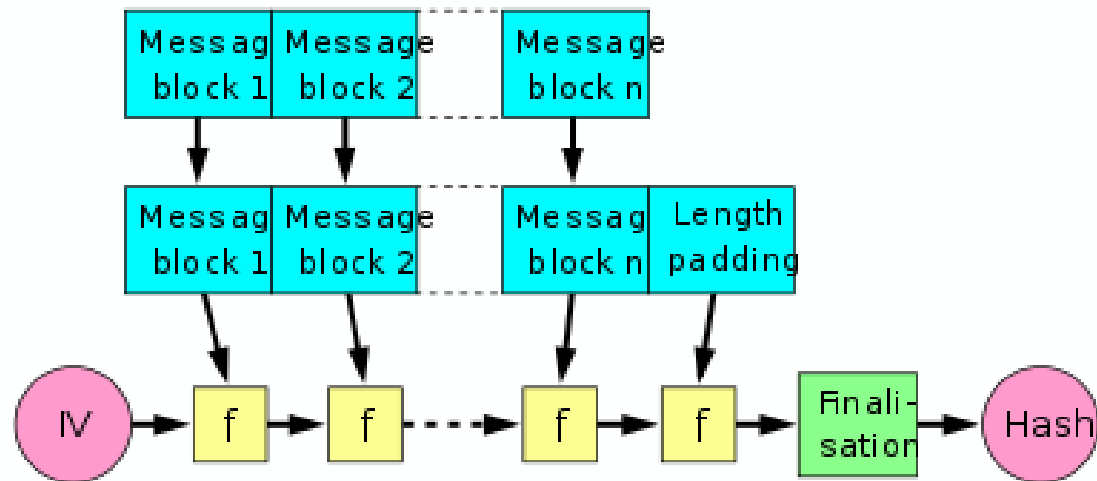 Message Message Message
block 1 block 2 block n
Messag Message Messag Length
block 1 block 2 block n padding
IV f f f f Finali- Hash
sation